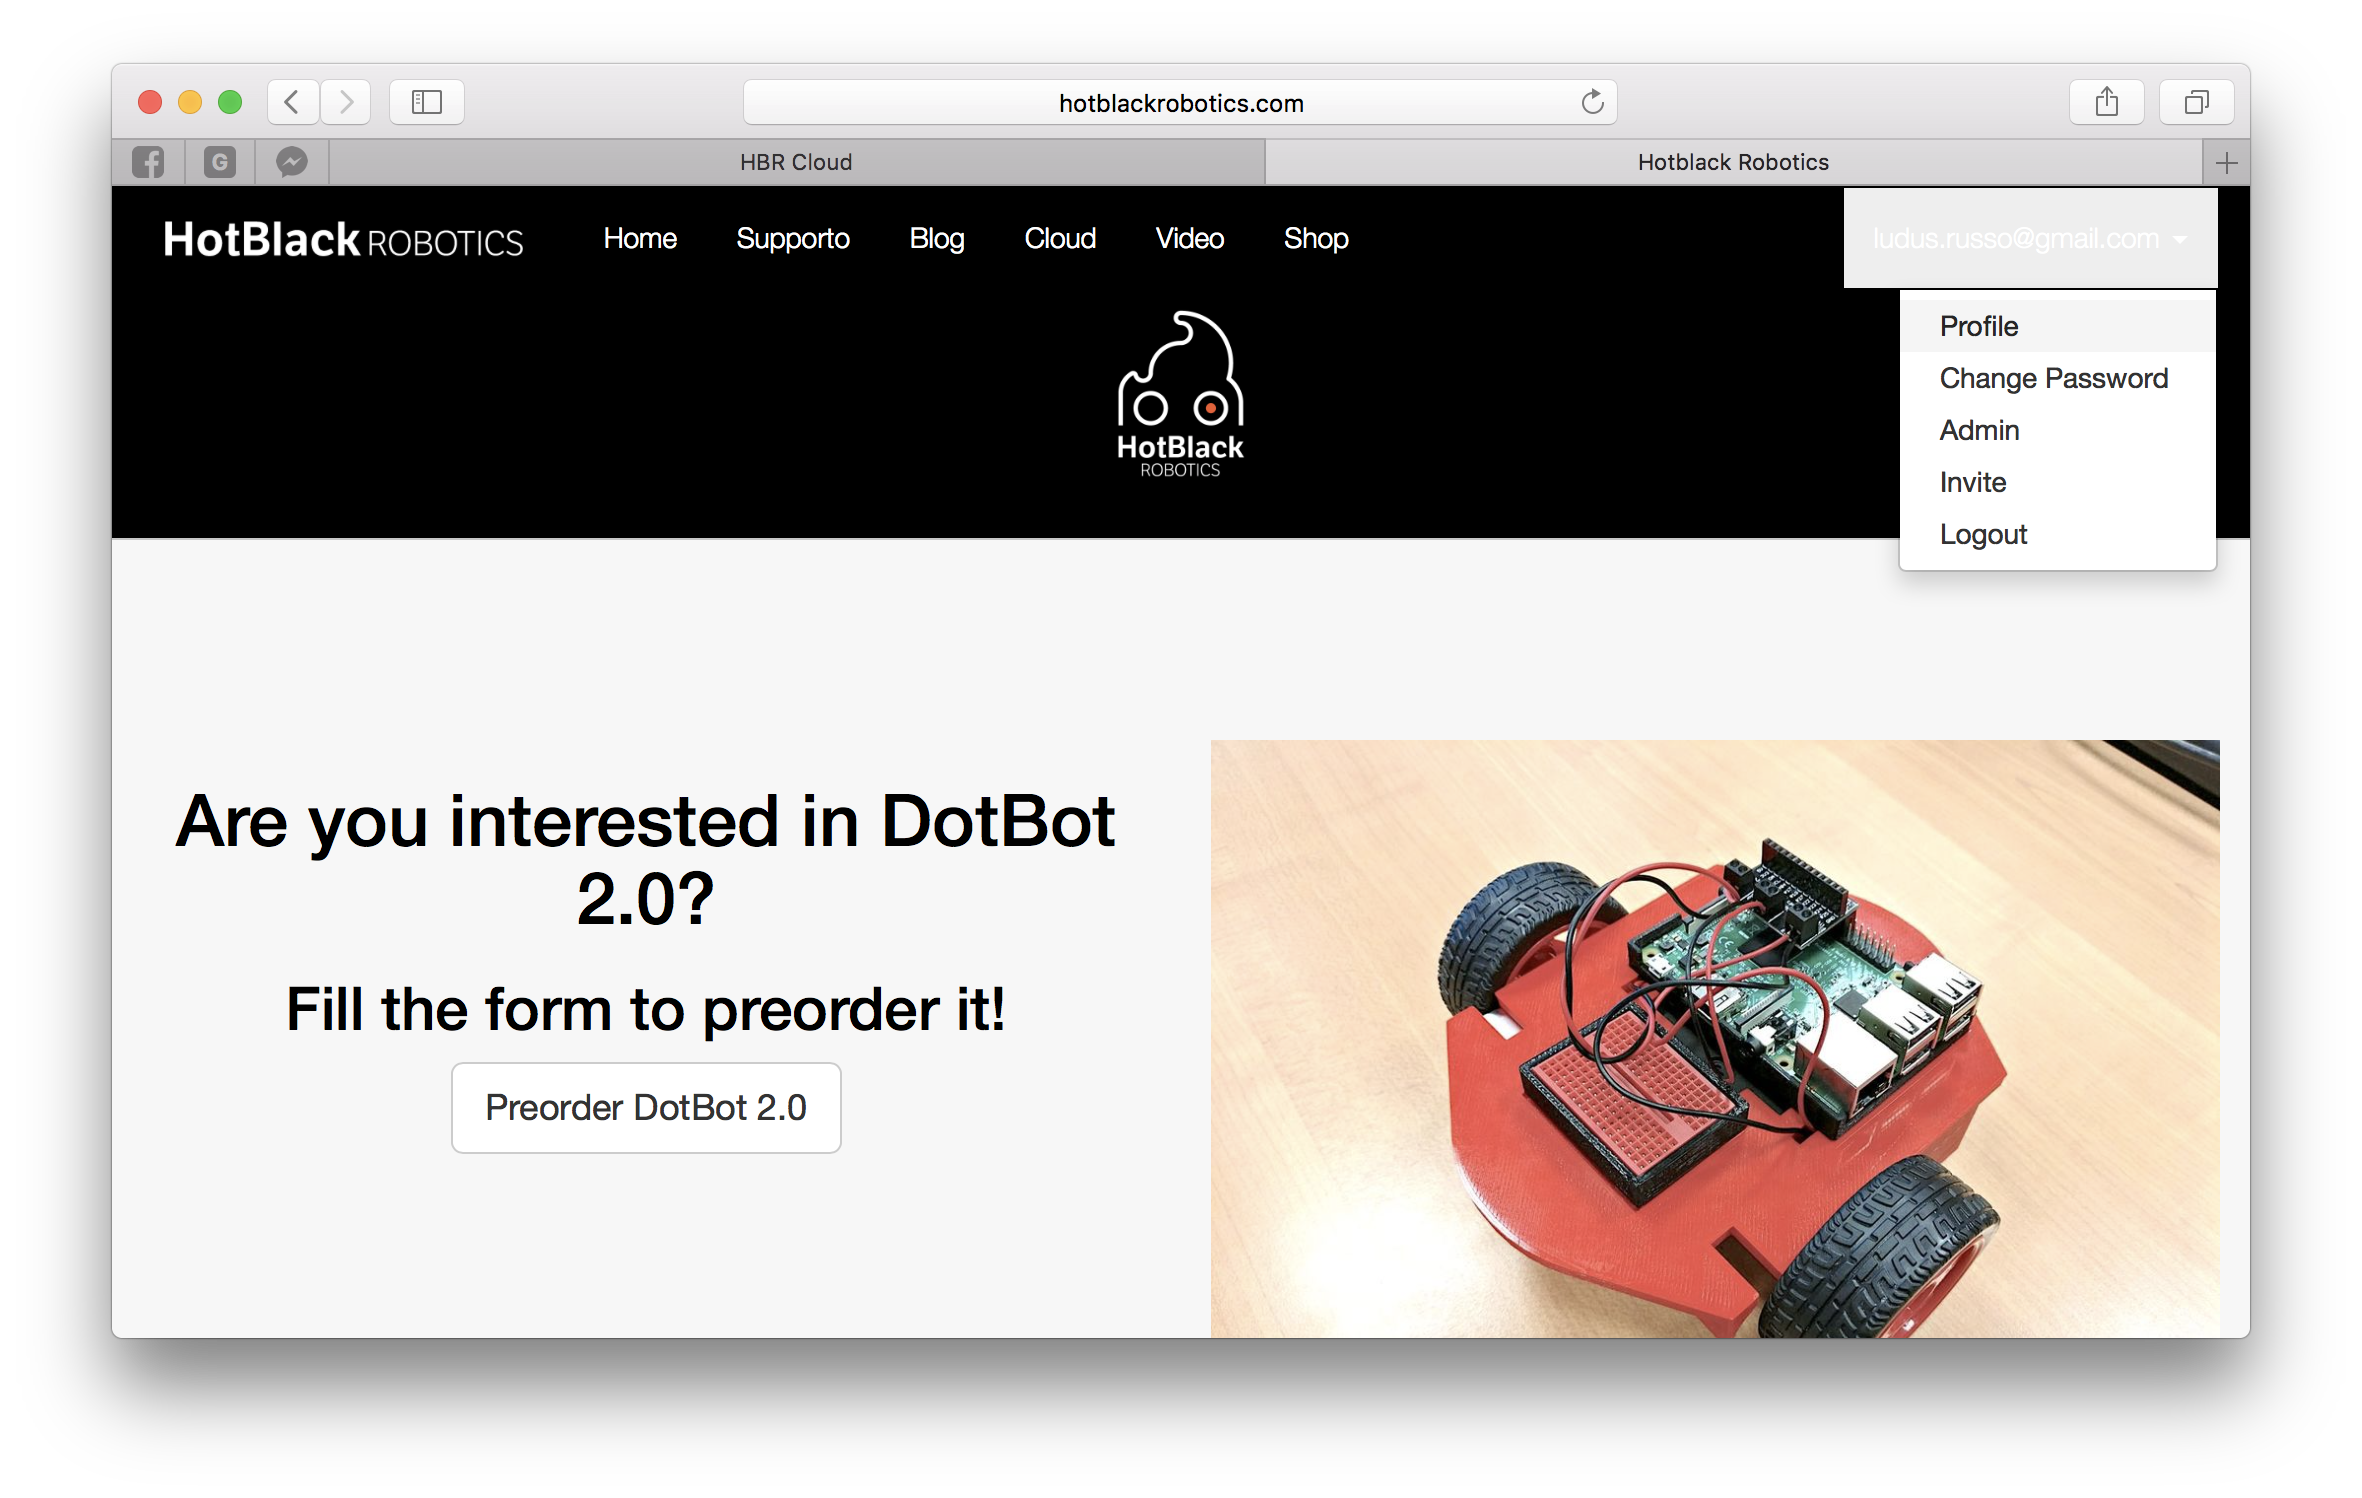 hotblackrobotics.com
G
HBR Cloud
Hotblack Robotics
HotBlack ROBOTICS
Home
Supporto
Blog
Cloud
Video
Shop
ludus.russo@gmail.com
Profile
Change Password
Admin
Invite
Logout
HotBlack
ROBOTICS
Are you interested in DotBot
2.0?
Fill the form to preorder it!
Preorder DotBot 2.0